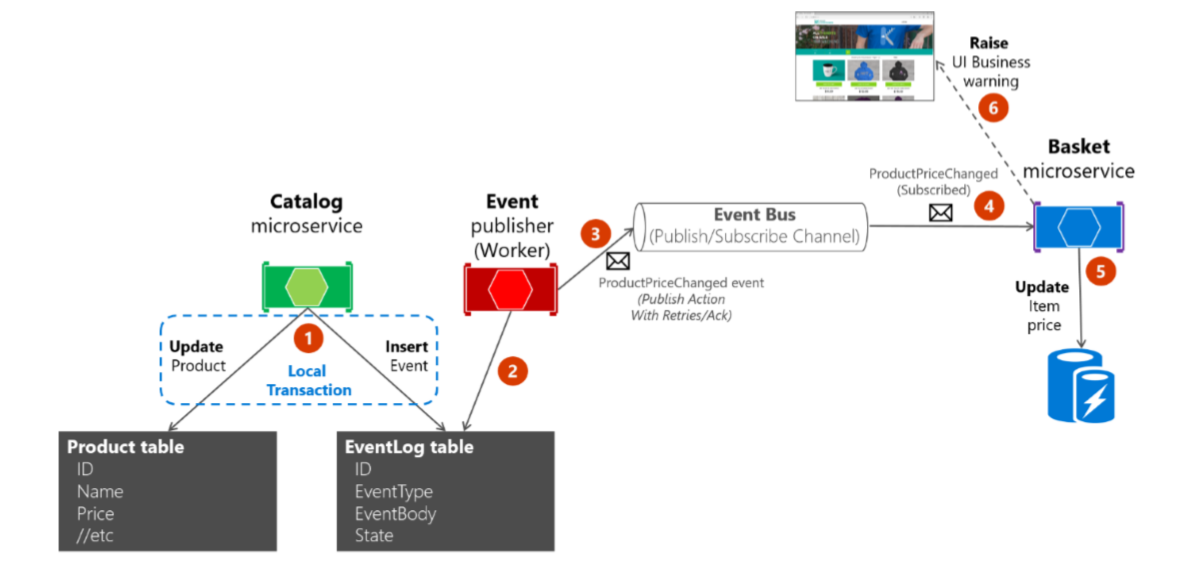 Raise
UI Business
warning
6
Basket
microservice
ProductPriceChanged
(Subscribed)
4
Catalog
microservice
Event
publisher
(Worker)
3
Event Bus
(Publish/Subscribe Channel)
ProductPriceChanged event
(Publish Action
With Retries/Ack)
5
Update
Item
price
1
Update
Product
Insert
Event
Local
Transaction
2
Product table
ID
Name
Price
//etc
EventLog table
ID
EventType
EventBody
State
K